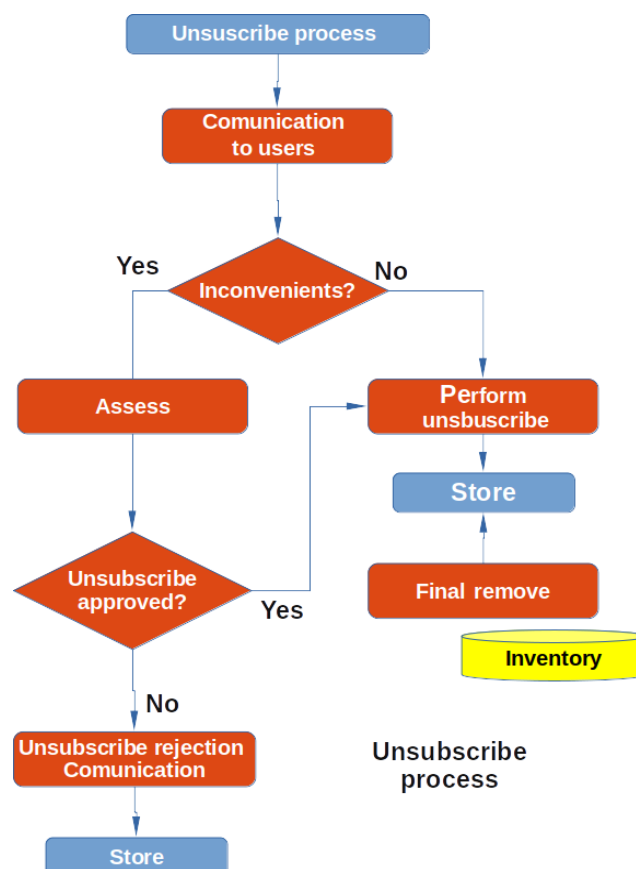 Unsuscribe process
Comunication
to users
Yes
No
Inconvenients?
Assess
Perform
unsbuscribe
Store
Unsubscribe
approved?
Yes
Final remove
Inventory
No
Unsubscribe rejection
Comunication
Unsubscribe
process
Store